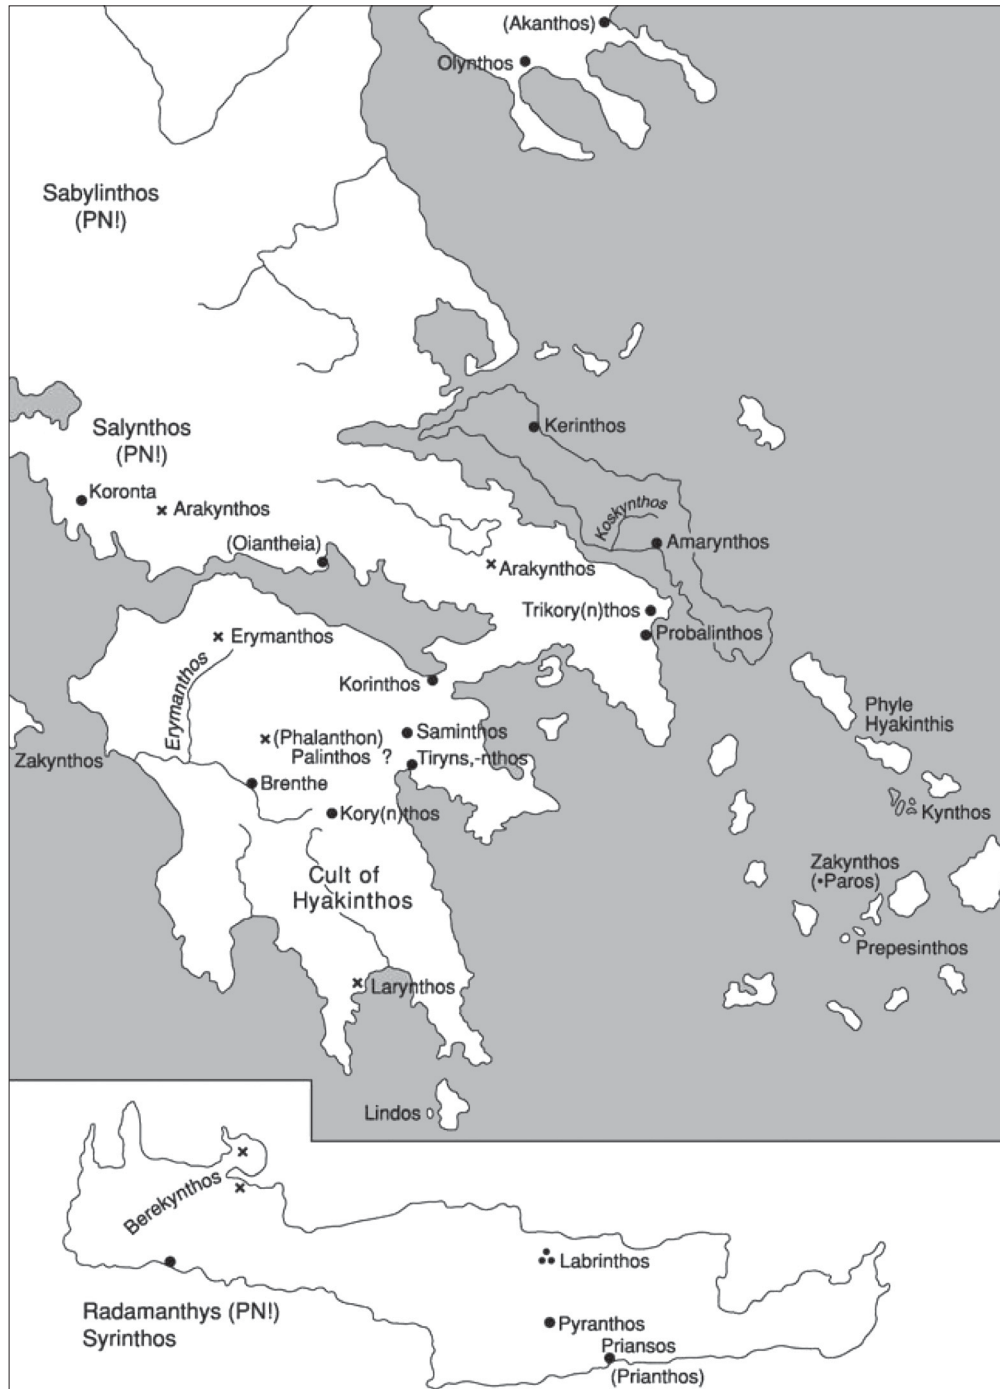 (Akanthos)
Olynthos
Sabylinthos
(PN!)
Salynthos
(PN!)
Kerinthos
Koronta
Arakynthos
Koskynthos
(Oiantheia)
Amarynthos
Arakynthos
Trikory(n)thos
Erymanthos
Probalinthos
Erymanthos
Korinthos
Phyle
Hyakinthis
Saminthos
(Phalanthon)
Palinthos ?
Tiryns,-nthos
Zakynthos
Brenthe
Kory(n)thos
Kynthos
Cult of
Hyakinthos
Zakynthos
(•Paros)
Prepesinthos
Larynthos
Lindos
Berekynthos
Labrinthos
Radamanthys (PN!)
Syrinthos
Pyranthos
Priansos
(Prianthos)